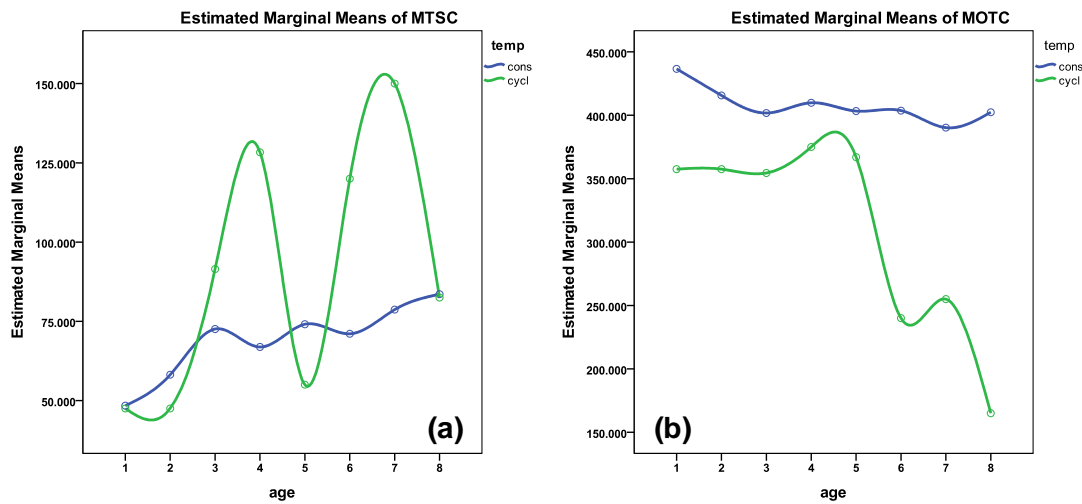 Estimated Marginal Means of MTSC
temp
cons
cycl
Estimated Marginal Means
150.000
125.000
100.000
75.000
50.000
(a)
1 2 3 4 5 6 7 8
age
Estimated Marginal Means of MOTC
temp
cons
cycl
Estimated Marginal Means
450.000
400.000
350.000
300.000
250.000
200.000
150.000
(b)
1 2 3 4 5 6 7 8
age